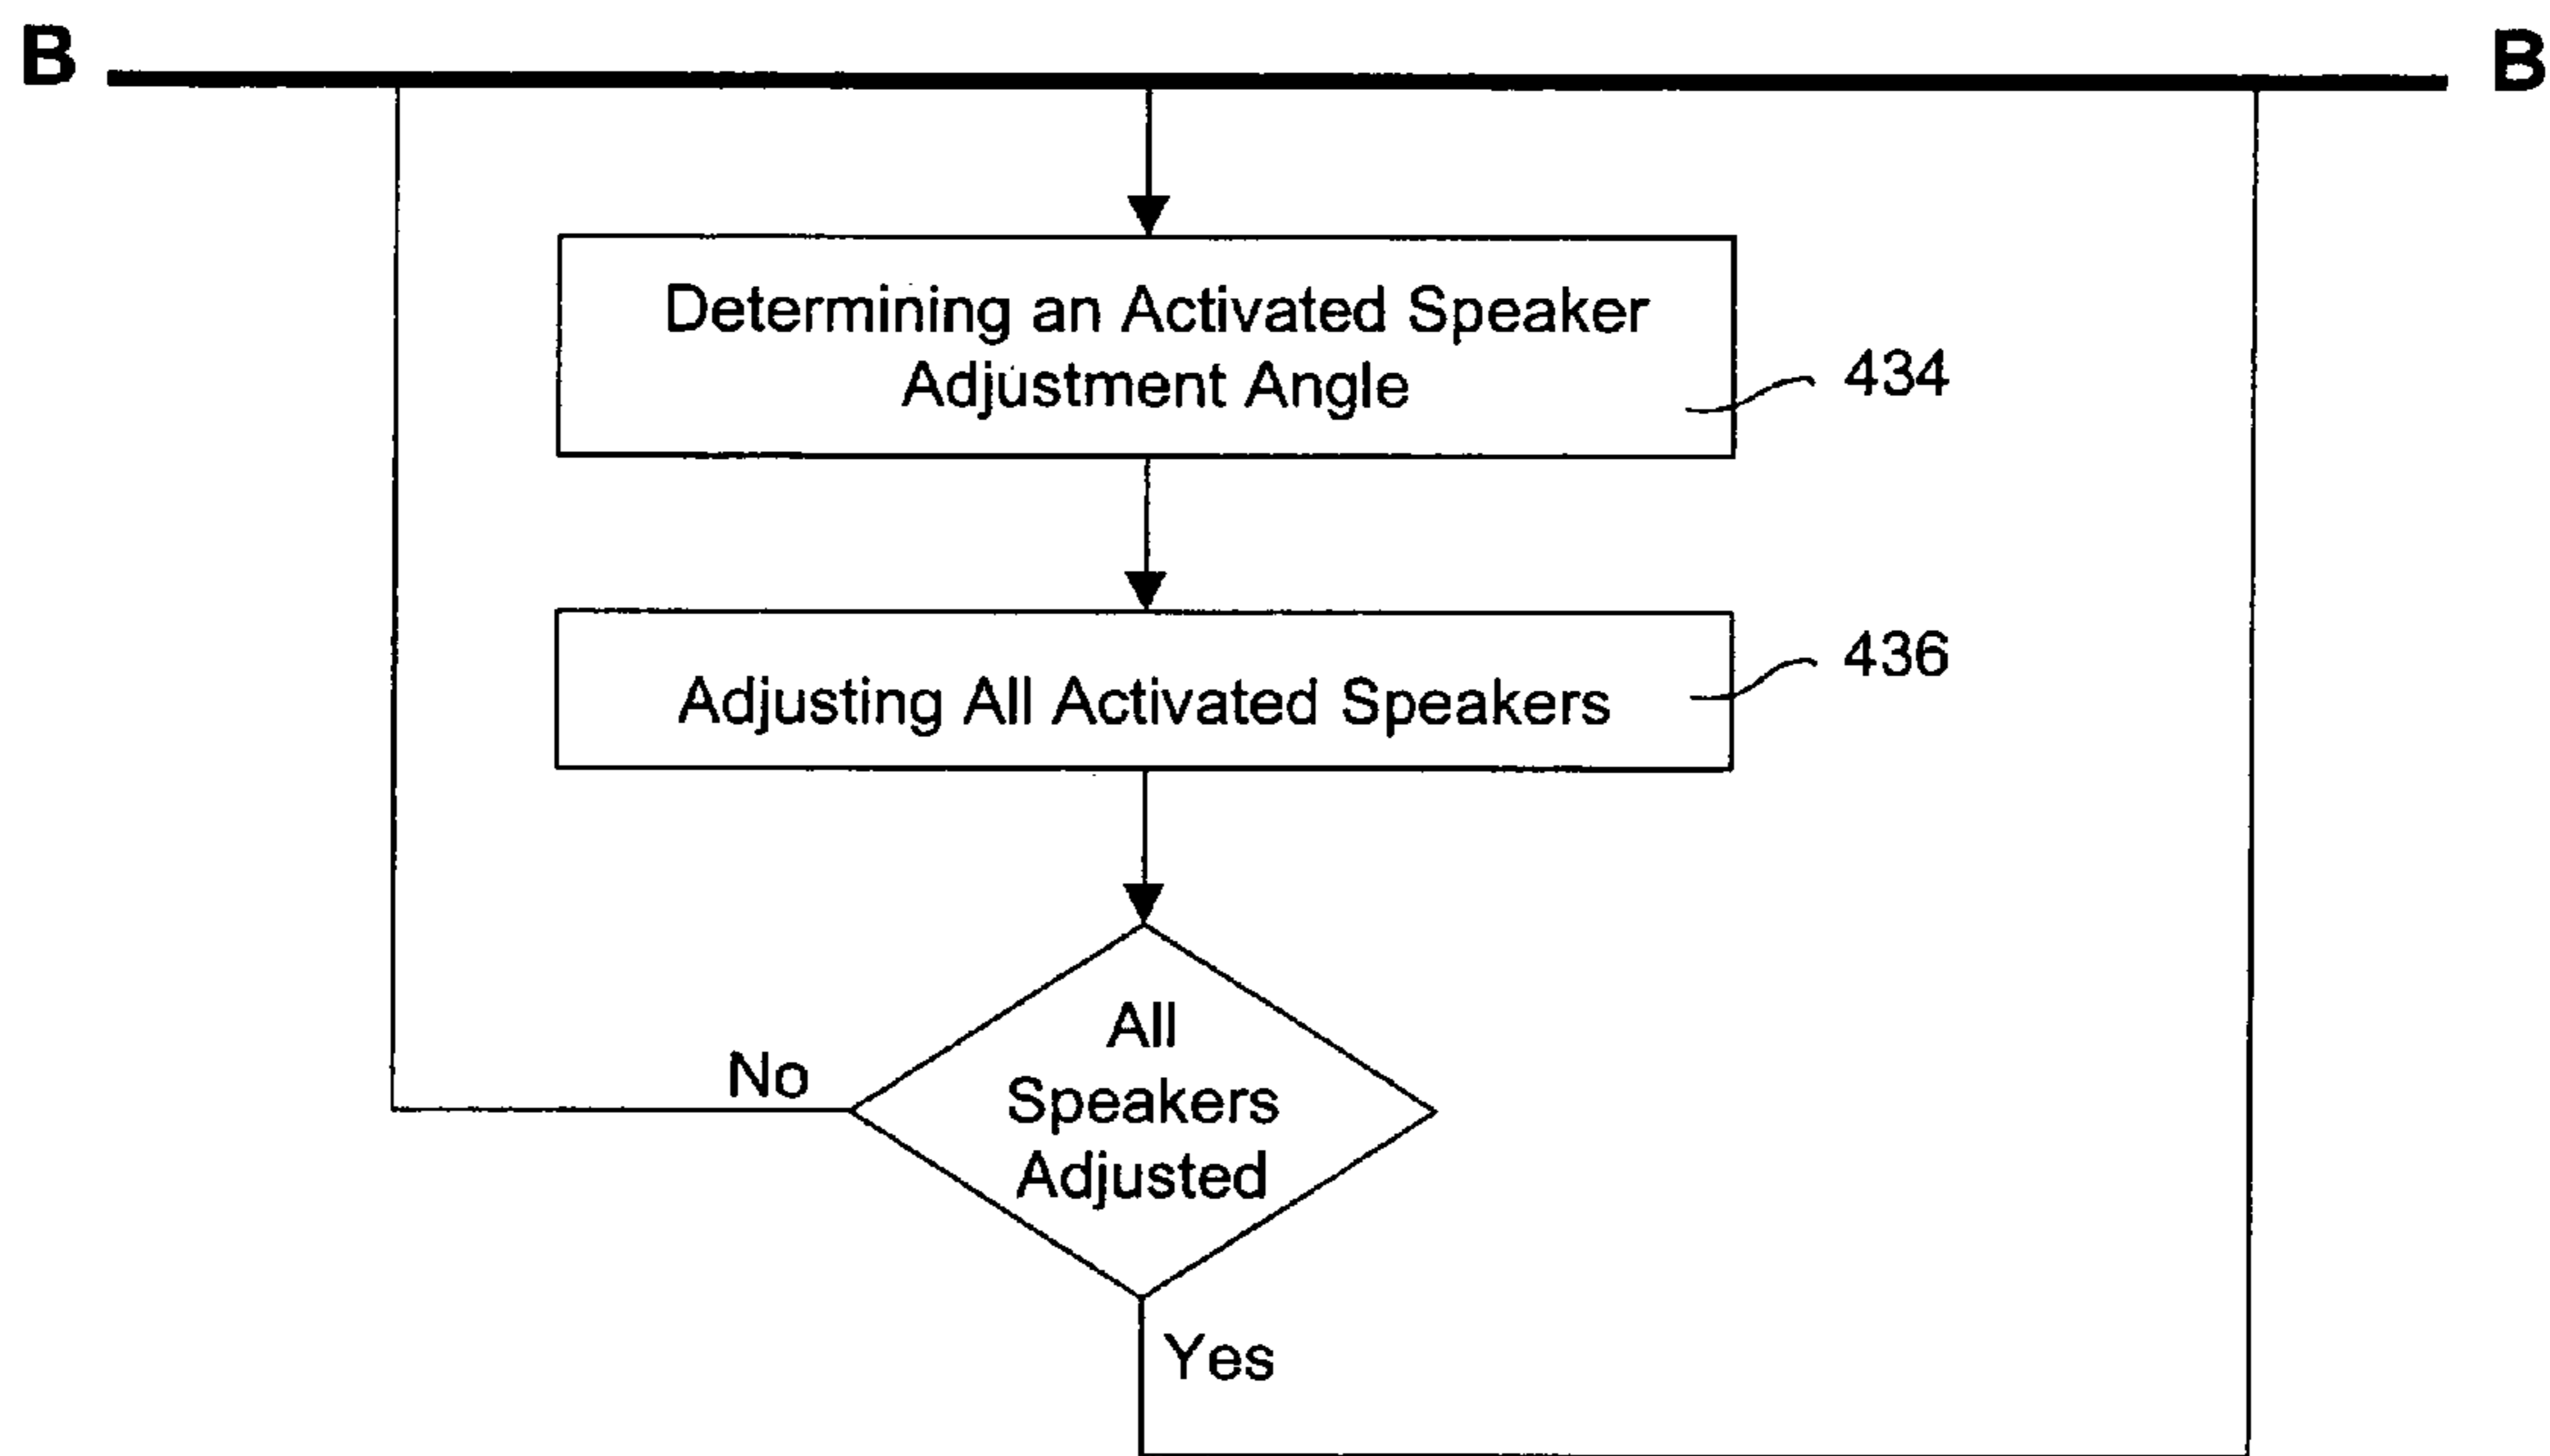 B
B
Determining an Activated Speaker
Adjustment Angle
434
Adjusting All Activated Speakers
436
All
Speakers
Adjusted
No
Yes